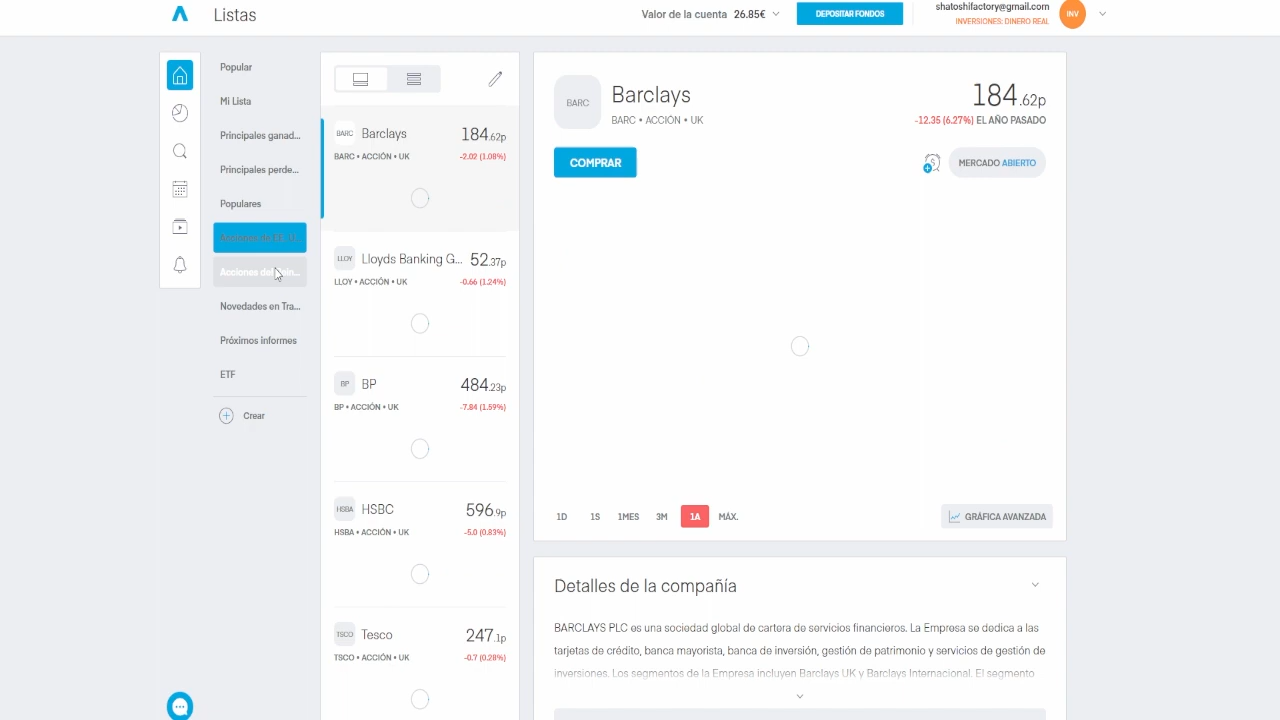 Listas
Valor de la cuenta 26.85€
DEPOSITAR FONDOS
shatoshifactory@gmail.com
INVERSIONES: DINERO REAL
INV
Popular
Mi Lista
Principales ganad...
Principales perde...
Populares
Acciones de EE. U...
Acciones del
Novedades en Tra...
Próximos informes
ETF
Crear
BARC Barclays 184.62p
BARC • ACCIÓN • UK -2.02 (1.08%)
LLOY Lloyds Banking G... 52.37p
LLOY • ACCIÓN • UK -0.66 (1.24%)
BP BP 484.23p
BP • ACCIÓN • UK -7.84 (1.59%)
HSBA HSBC 596.9p
HSBA • ACCIÓN • UK -5.0 (0.83%)
TSCO Tesco 247.1p
TSCO • ACCIÓN • UK -0.7 (0.28%)
BARC Barclays 184.62p
BARC • ACCIÓN • UK -12.35 (6.27%) EL AÑO PASADO
COMPRAR
MERCADO ABIERTO
1D 1S 1MES 3M 1A MÁX.
GRÁFICA AVANZADA
Detalles de la compañía
BARCLAYS PLC es una sociedad global de cartera de servicios financieros. La Empresa se dedica a las
tarjetas de crédito, banca mayorista, banca de inversión, gestión de patrimonio y servicios de gestión de
inversiones. Los segmentos de la Empresa incluyen Barclays UK y Barclays Internacional. El segmento